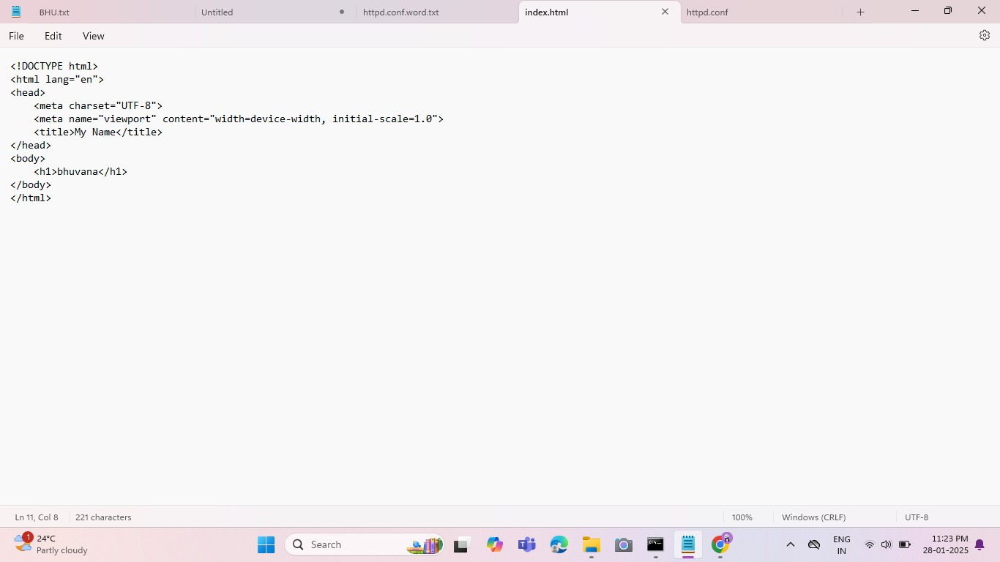 BHU.txt
Untitled
httpd.conf.word.txt
index.html
httpd.conf
File
Edit
View
<!DOCTYPE html>
<html lang="en">
<head>
    <meta charset="UTF-8">
    <meta name="viewport" content="width=device-width, initial-scale=1.0">
    <title>My Name</title>
</head>
<body>
    <h1>bhuvana</h1>
</body>
</html>
Ln 11, Col 8
221 characters
100%
Windows (CRLF)
UTF-8
1
24°C
Partly cloudy
Search
ENG
IN
11:23 PM
28-01-2025